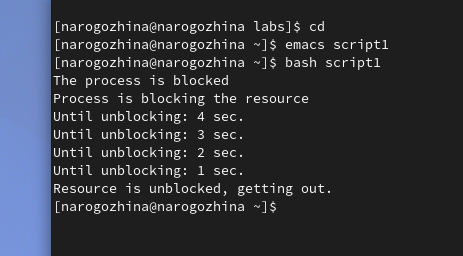 [narogozhina@narogozhina labs]$ cd
[narogozhina@narogozhina ~]$ emacs script1
[narogozhina@narogozhina ~]$ bash script1
The process is blocked
Process is blocking the resource
Until unblocking: 4 sec.
Until unblocking: 3 sec.
Until unblocking: 2 sec.
Until unblocking: 1 sec.
Resource is unblocked, getting out.
[narogozhina@narogozhina ~]$